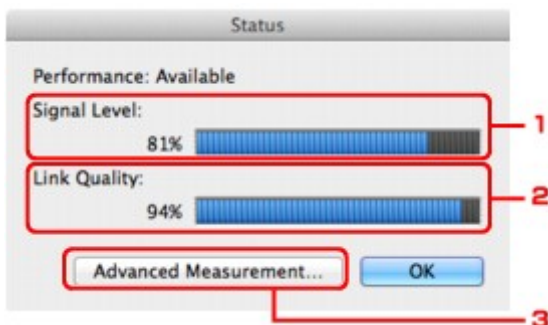 Status
Performance: Available
Signal Level:
81%
1
Link Quality:
94%
2
Advanced Measurement... OK
3